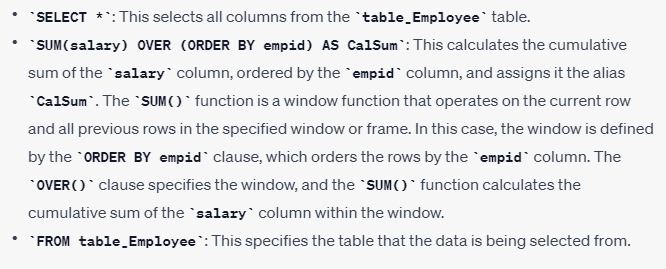 • `SELECT *`: This selects all columns from the `table_Employee` table.
• `SUM(salary) OVER (ORDER BY empid) AS CalSum`: This calculates the cumulative
sum of the `salary` column, ordered by the `empid` column, and assigns it the alias
`CalSum`. The `SUM()` function is a window function that operates on the current row
and all previous rows in the specified window or frame. In this case, the window is defined
by the `ORDER BY empid` clause, which orders the rows by the `empid` column. The
`OVER()` clause specifies the window, and the `SUM()` function calculates the
cumulative sum of the `salary` column within the window.
• `FROM table_Employee`: This specifies the table that the data is being selected from.